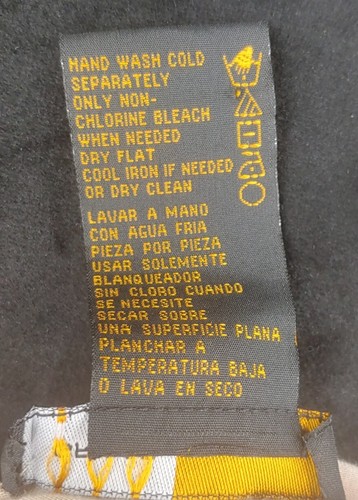 HAND WASH COLD
SEPARATELY
ONLY NON-
CHLORINE BLEACH
WHEN NEEDED
DRY FLAT
COOL IRON IF NEEDED
OR DRY CLEAN
LAVAR A MANO
CON AGUA FRIA
PIEZA POR PIEZA
USAR SOLEMENTE
BLANQUEADOR
SIN CLORO CUANDO
SE NECESITE
SECAR SOBRE
UNA SUPERFICIE PLANA
PLANCHAR A
TEMPERATURA BAJA
O LAVA EN SECO